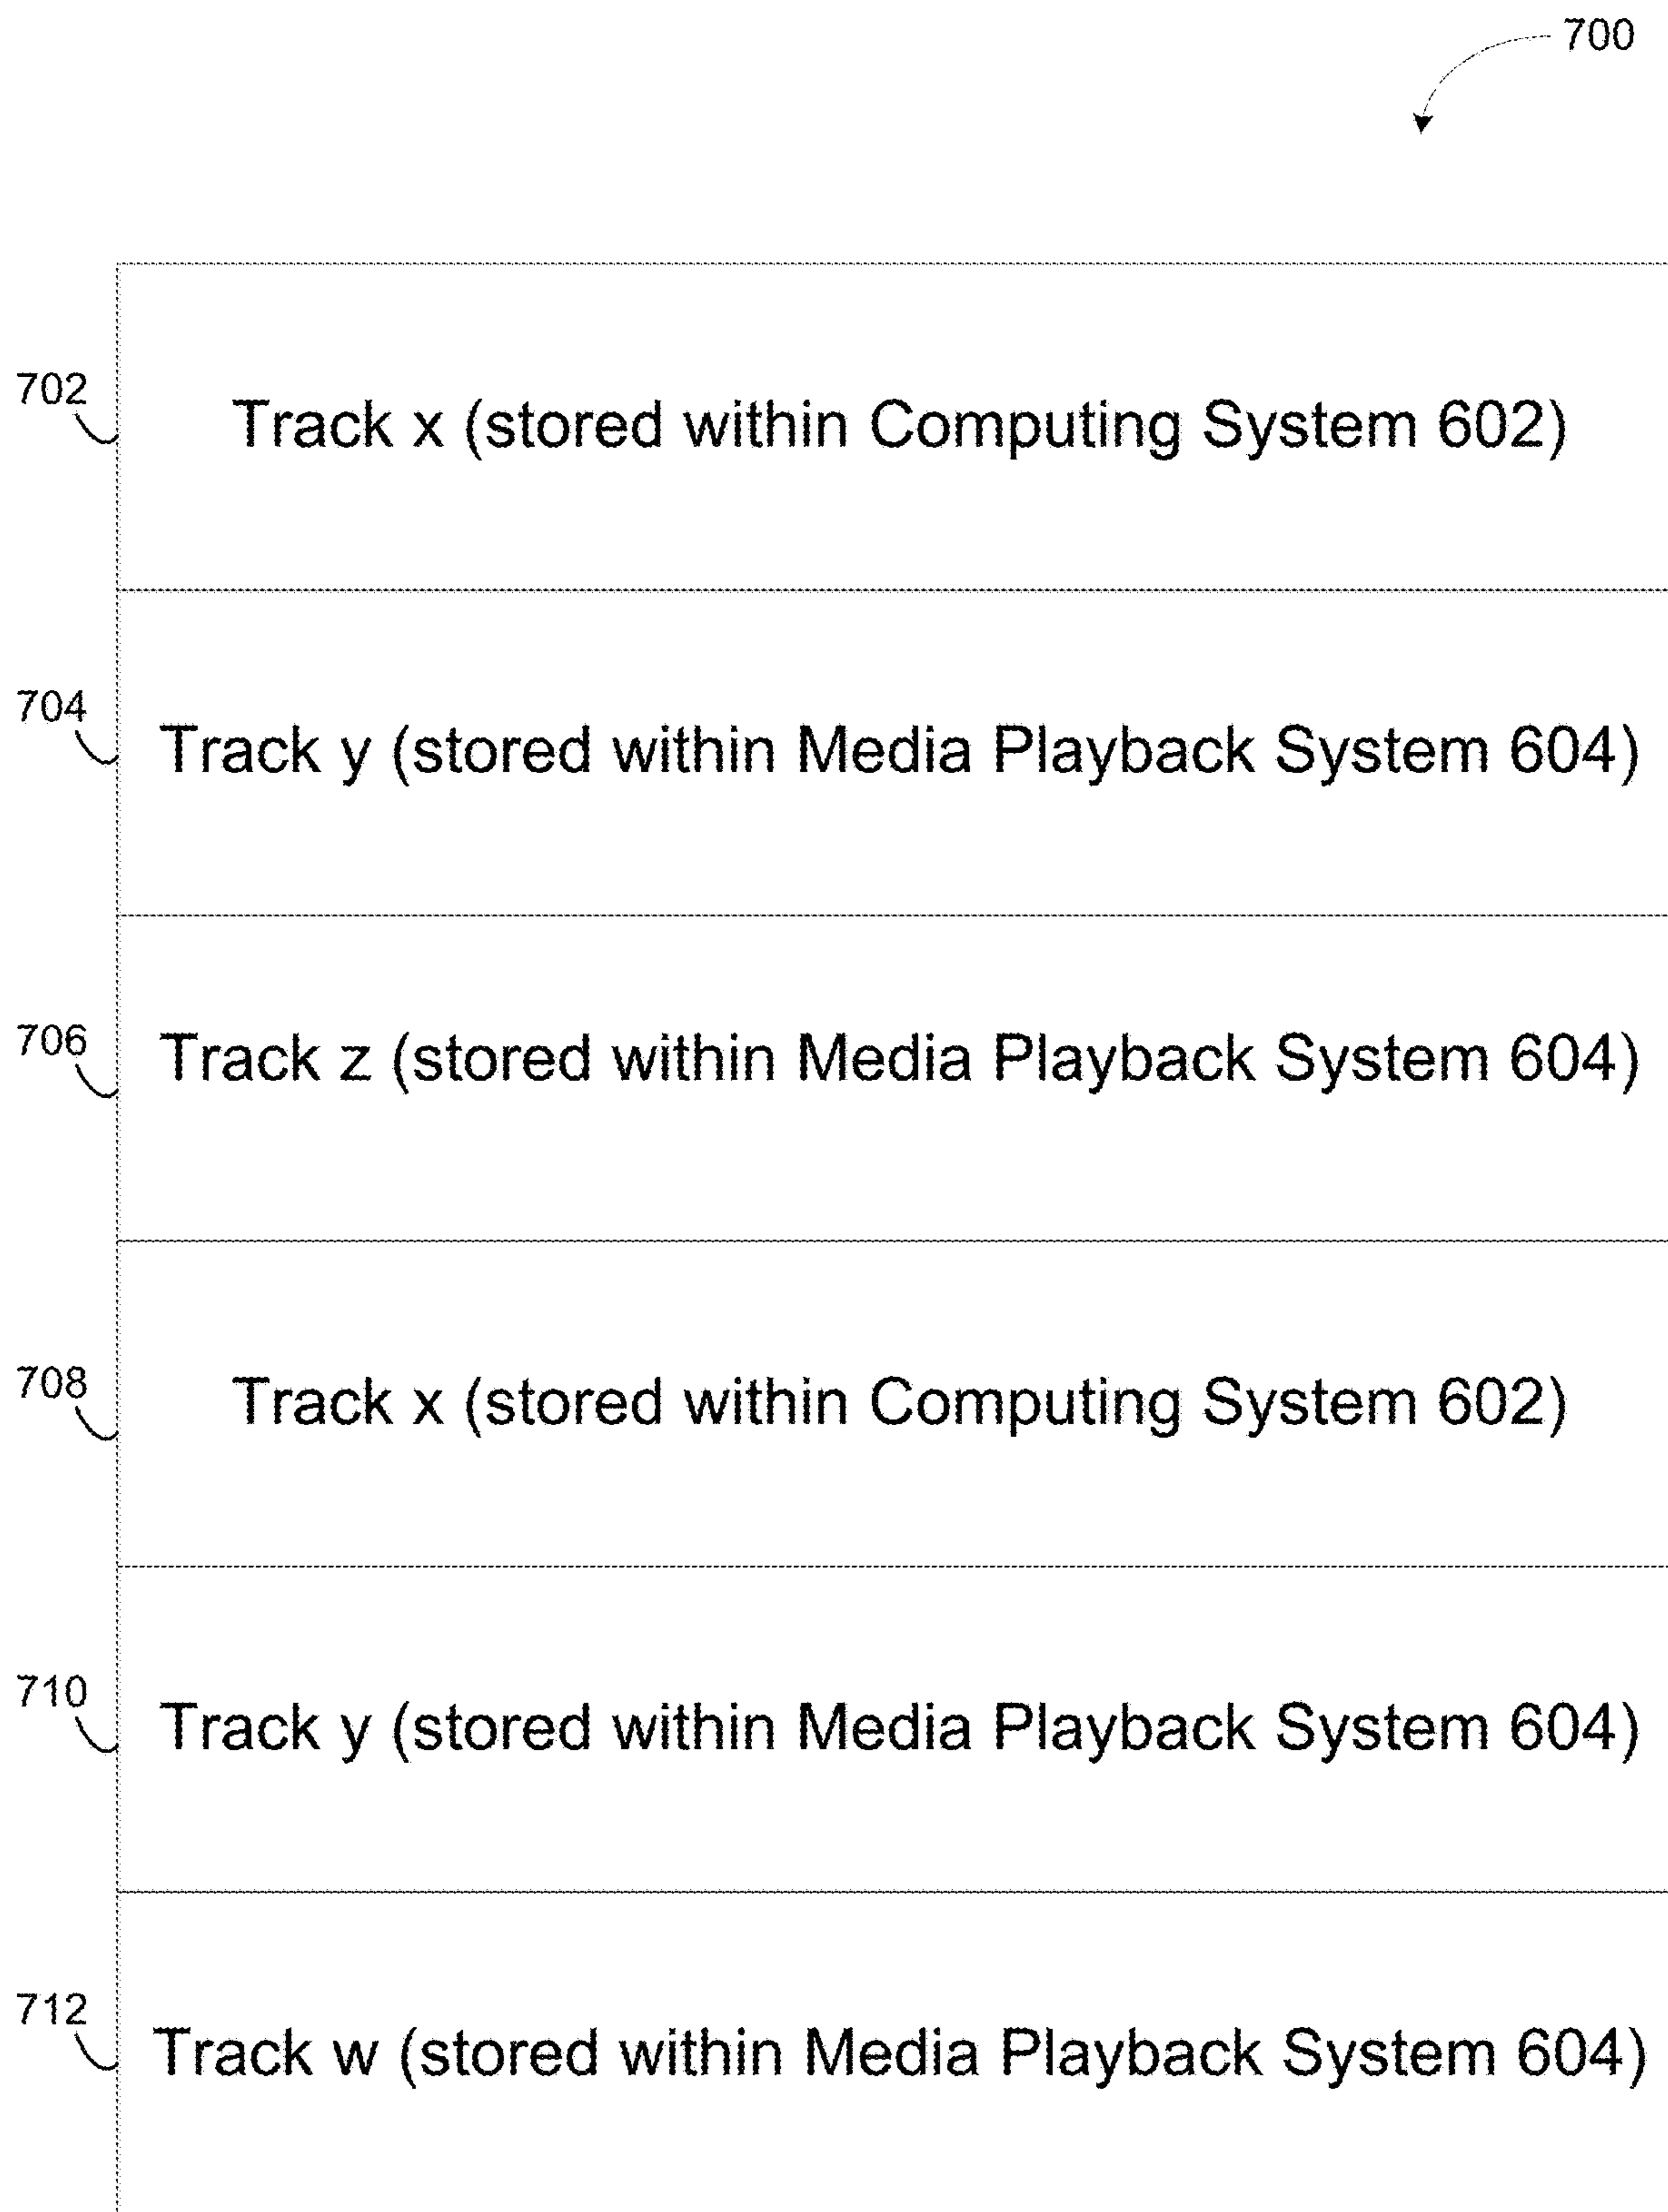 700
702
Track x (stored within Computing System 602)
704
Track y (stored within Media Playback System 604)
706
Track z (stored within Media Playback System 604)
708
Track x (stored within Computing System 602)
710
Track y (stored within Media Playback System 604)
712
Track w (stored within Media Playback System 604)